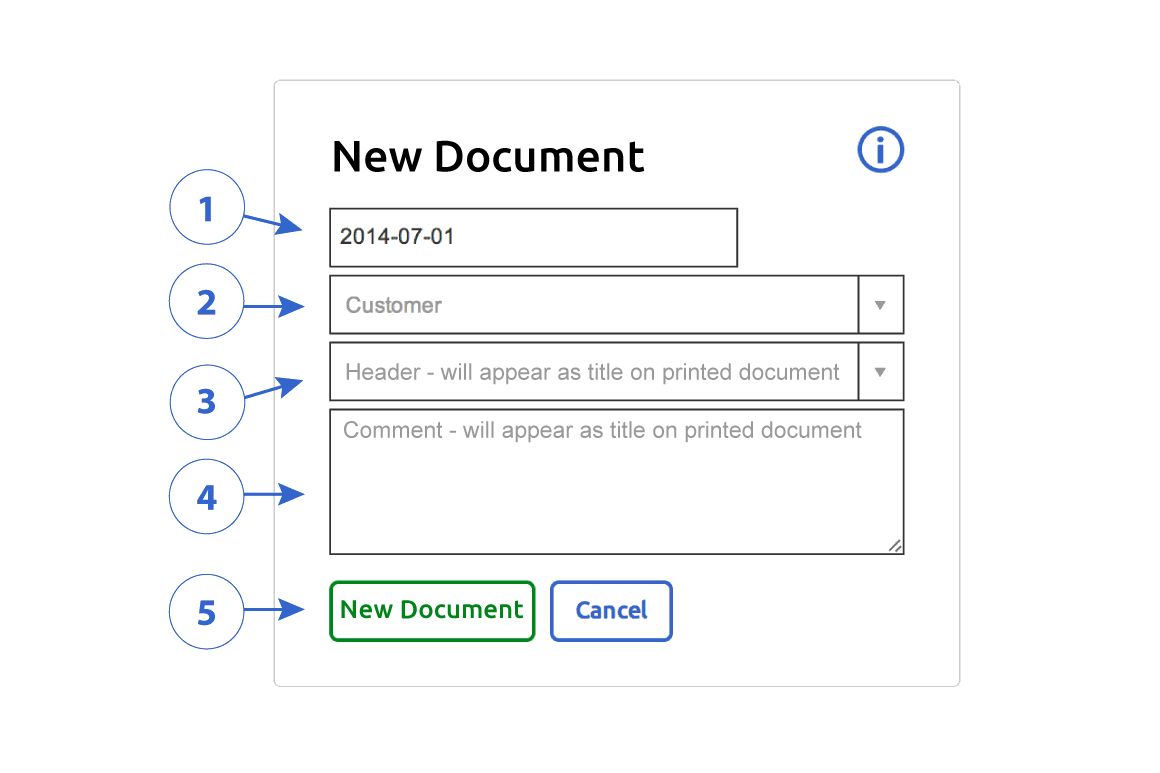 New Document
1
2014-07-01
2
Customer
3
Header - will appear as title on printed document
4
Comment - will appear as title on printed document
5
New Document
Cancel